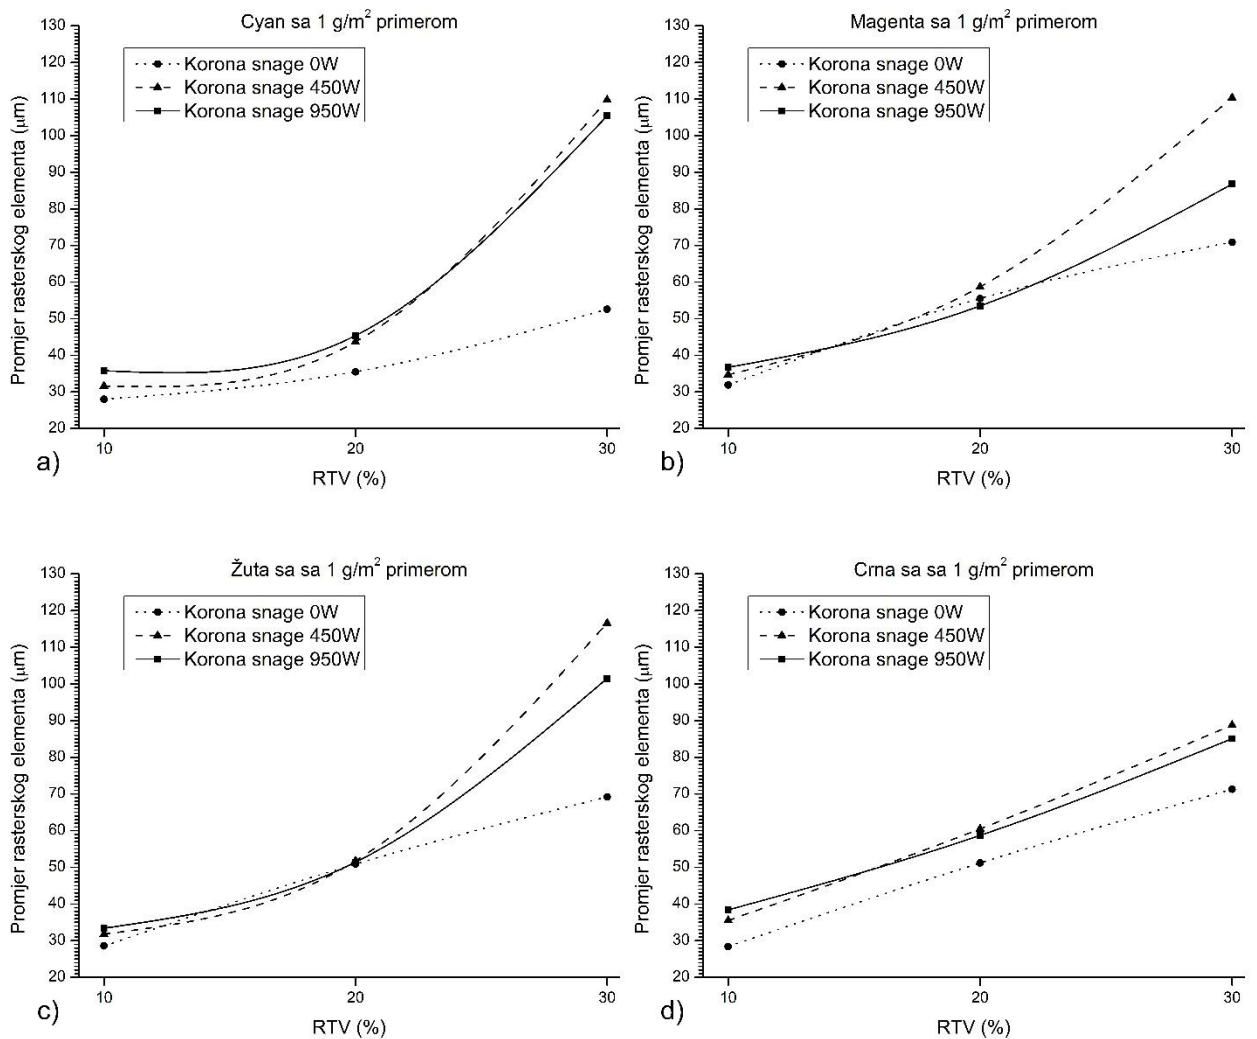 Cyan sa 1 g/m² primerom
Korona snage 0W
Korona snage 450W
Korona snage 950W
Promjer rasterskog elementa (μm)
130
120
110
100
90
80
70
60
50
40
30
20
10 20 30
RTV (%)
a)
Magenta sa 1 g/m² primerom
Korona snage 0W
Korona snage 450W
Korona snage 950W
Promjer rasterskog elementa (μm)
130
120
110
100
90
80
70
60
50
40
30
20
10 20 30
RTV (%)
b)
Žuta sa sa 1 g/m² primerom
Korona snage 0W
Korona snage 450W
Korona snage 950W
Promjer rasterskog elementa (μm)
130
120
110
100
90
80
70
60
50
40
30
20
10 20 30
RTV (%)
c)
Crna sa sa 1 g/m² primerom
Korona snage 0W
Korona snage 450W
Korona snage 950W
Promjer rasterskog elementa (μm)
130
120
110
100
90
80
70
60
50
40
30
20
10 20 30
RTV (%)
d)